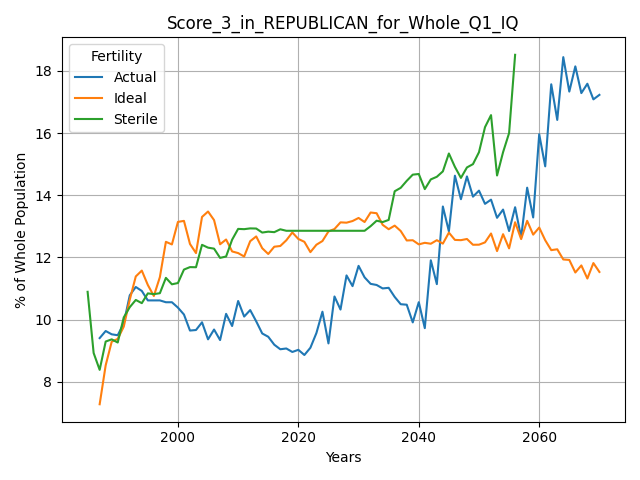 Score_3_in_REPUBLICAN_for_Whole_Q1_IQ
Fertility
Actual
Ideal
Sterile
% of Whole Population
18
16
14
12
10
8
2000
2020
2040
2060
Years